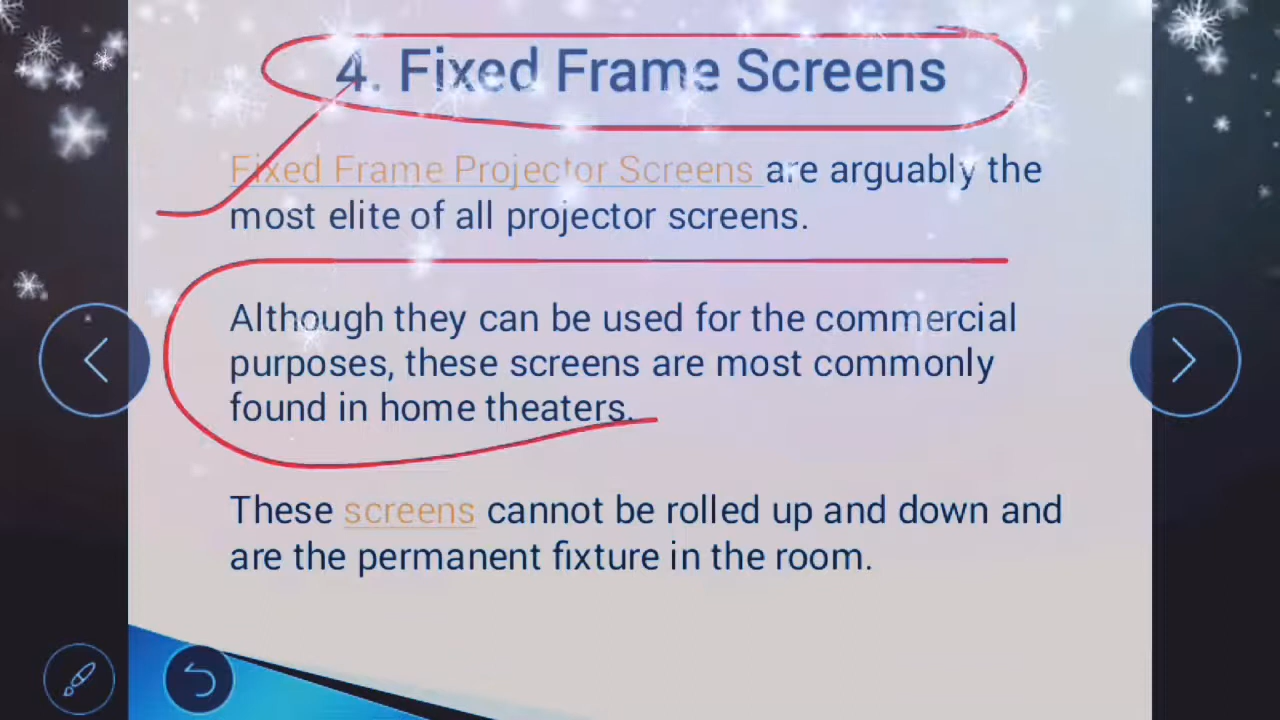 4. Fixed Frame Screens
Fixed Frame Projector Screens are arguably the
most elite of all projector screens.
Although they can be used for the commercial
purposes, these screens are most commonly
found in home theaters.
These screens cannot be rolled up and down and
are the permanent fixture in the room.